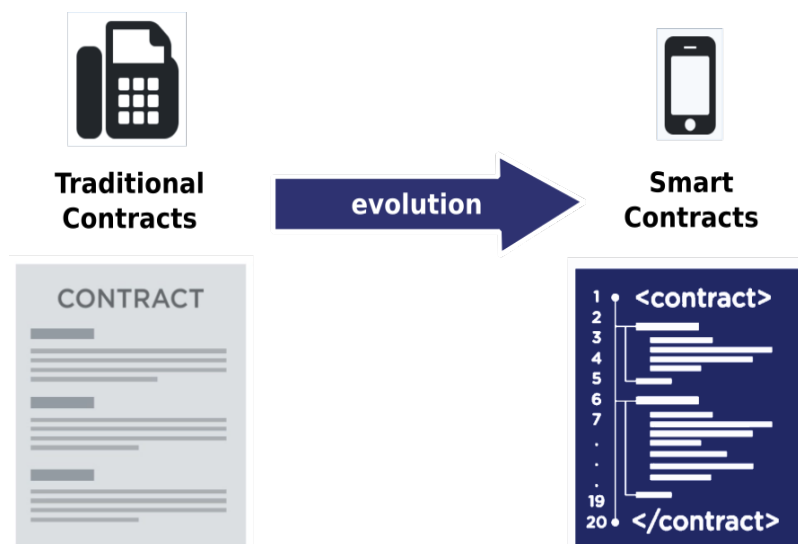 Traditional
Contracts
evolution
Smart
Contracts
CONTRACT
1
<contract>
2
3
4
5
6
7
.
.
.
19
20
</contract>